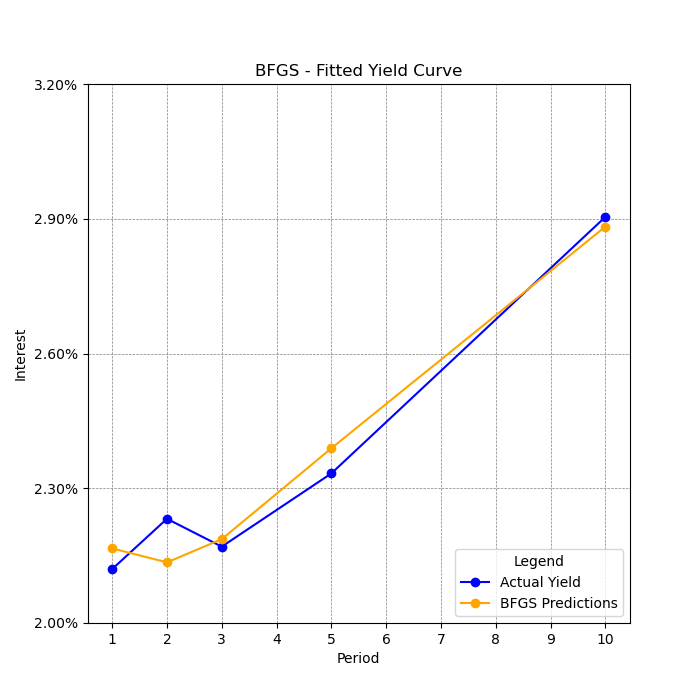 BFGS - Fitted Yield Curve
3.20%
2.90%
2.60%
2.30%
2.00%
Interest
1 2 3 4 5 6 7 8 9 10
Period
Legend
Actual Yield
BFGS Predictions